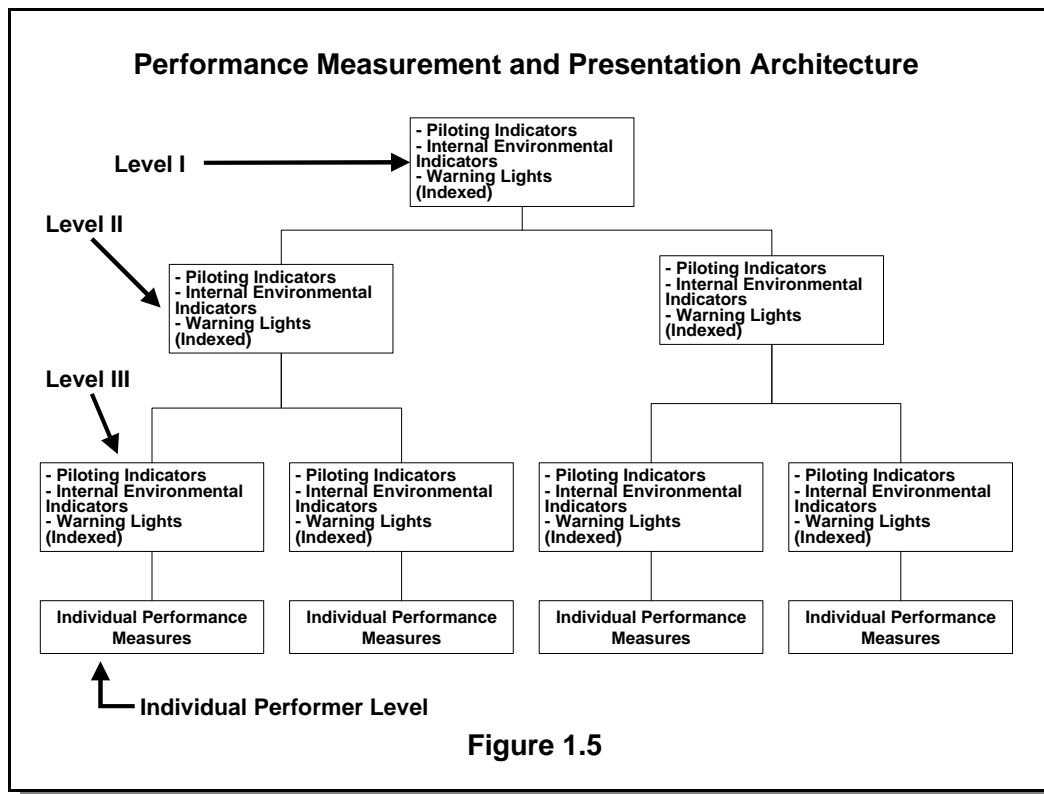 Performance Measurement and Presentation Architecture
- Piloting Indicators
- Internal Environmental
Indicators
- Warning Lights
(Indexed)
Level I
Level II
- Piloting Indicators
- Internal Environmental
Indicators
- Warning Lights
(Indexed)
- Piloting Indicators
- Internal Environmental
Indicators
- Warning Lights
(Indexed)
Level III
- Piloting Indicators
- Internal Environmental
Indicators
- Warning Lights
(Indexed)
- Piloting Indicators
- Internal Environmental
Indicators
- Warning Lights
(Indexed)
- Piloting Indicators
- Internal Environmental
Indicators
- Warning Lights
(Indexed)
- Piloting Indicators
- Internal Environmental
Indicators
- Warning Lights
(Indexed)
Individual Performance
Measures
Individual Performance
Measures
Individual Performance
Measures
Individual Performance
Measures
Individual Performer Level
Figure 1.5